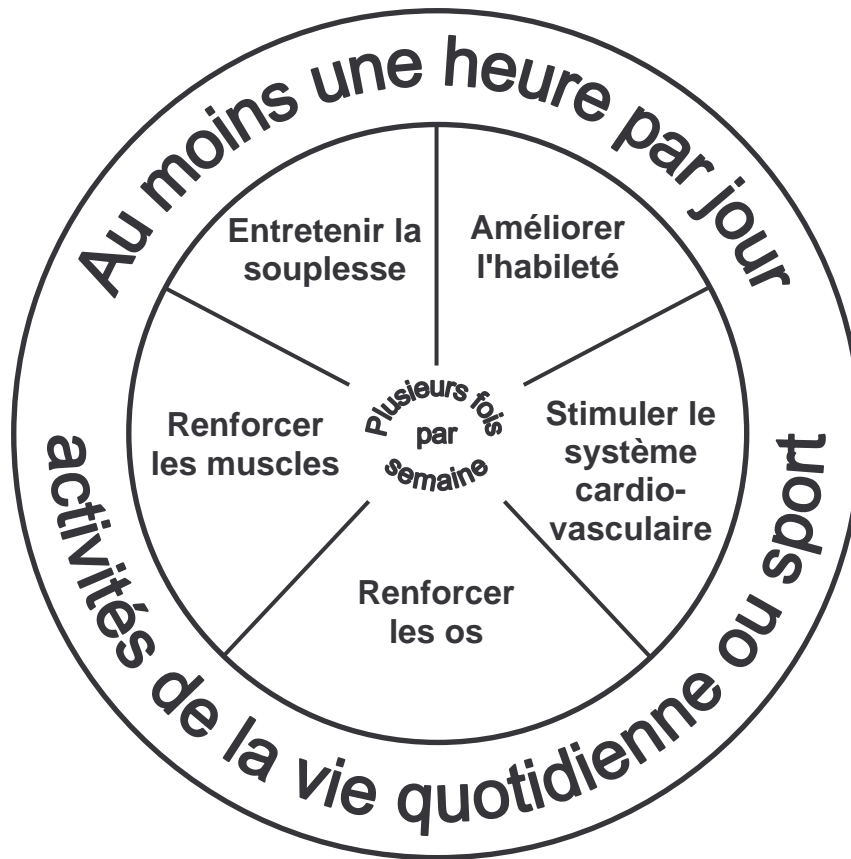 Au moins une heure par jour
Entretenir la
souplesse
Améliorer
l'habileté
Renforcer
les muscles
Plusieurs fois
par
semaine
Stimuler le
système
cardio-
vasculaire
Renforcer
les os
activités de la vie quotidienne ou sport